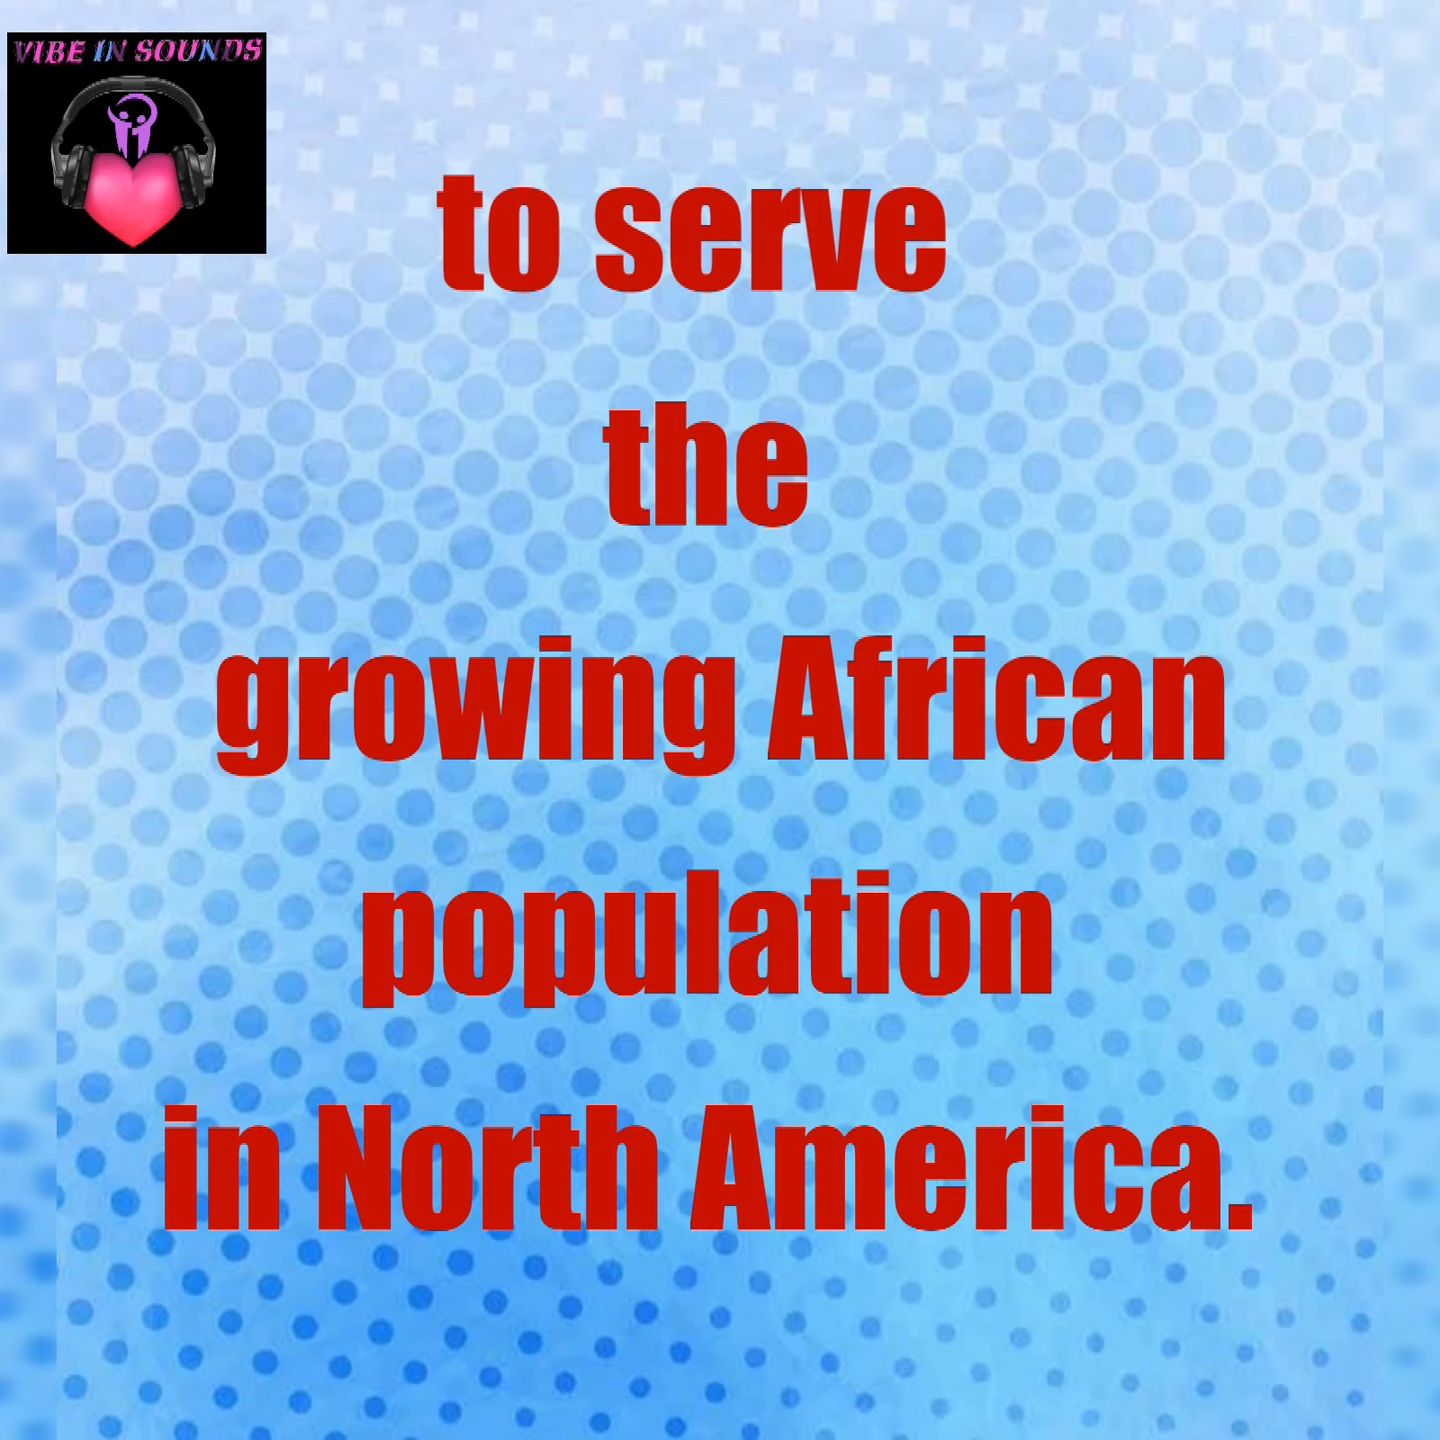 VIBE IN SOUNDS
to serve
the
growing African
population
in North America.